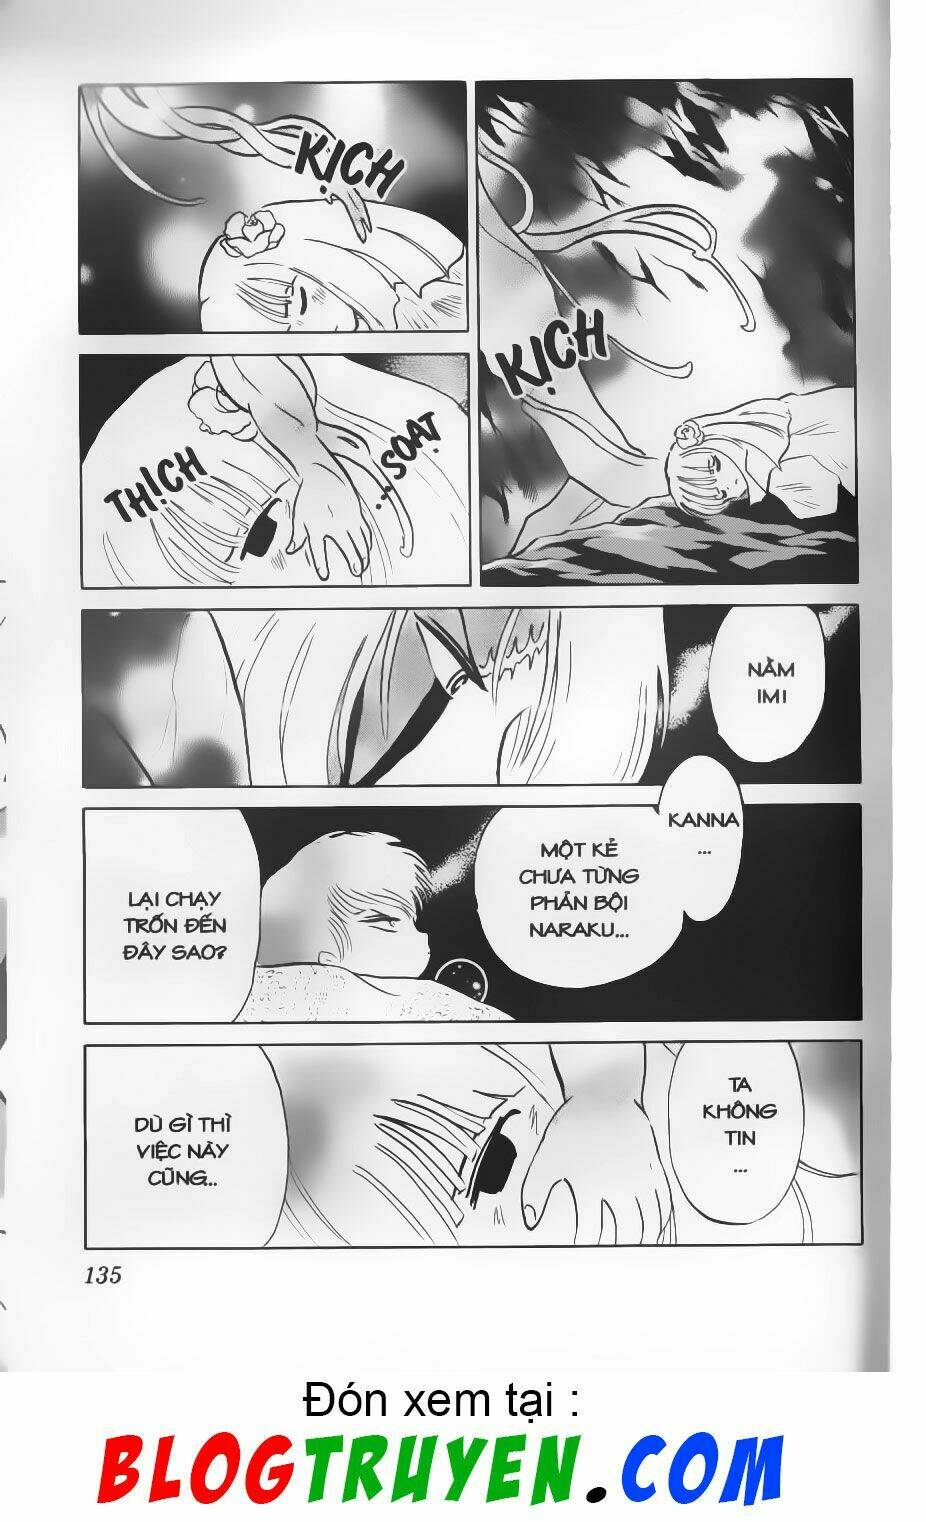 KỊCH
KỊCH
THỊCH
...SOẠT
NẰM
IM!
KANNA
...
MỘT KẺ
CHƯA TỪNG
PHẢN BỘI
NARAKU...
LẠI CHẠY
TRỐN ĐẾN
ĐÂY SAO?
TA
KHÔNG
TIN
...
DÙ GÌ THÌ
VIỆC NÀY
CŨNG...
135
Đón xem tại :
BLOGTRUYEN.COM